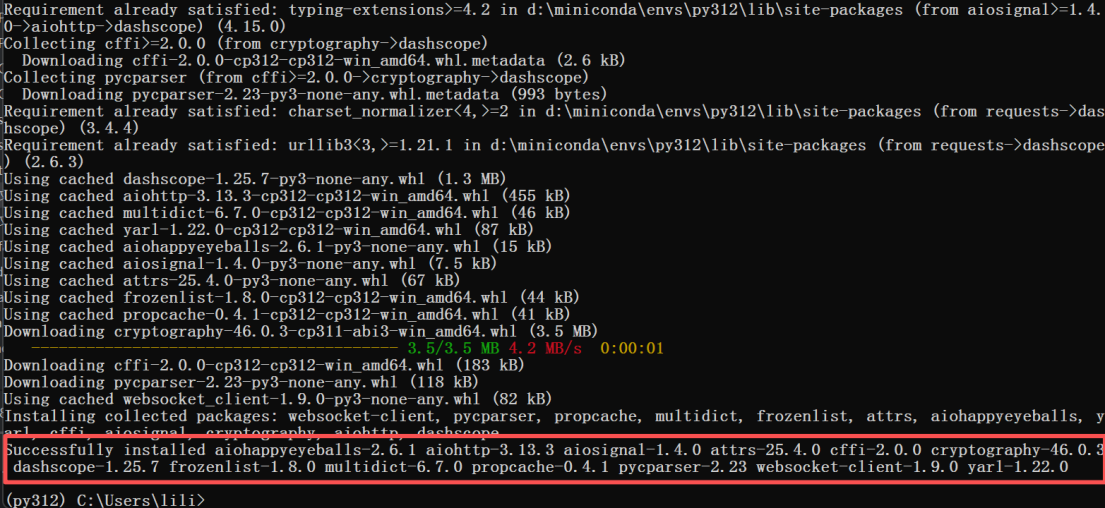 Requirement already satisfied: typing-extensions>=4.2 in d:\miniconda\envs\py312\lib\site-packages (from aiosignal>=1.4.
0->aiohttp->dashscope) (4.15.0)
Collecting cffi>=2.0.0 (from cryptography->dashscope)
  Downloading cffi-2.0.0-cp312-cp312-win_amd64.whl.metadata (2.6 kB)
Collecting pycparser (from cffi>=2.0.0->cryptography->dashscope)
  Downloading pycparser-2.23-py3-none-any.whl.metadata (993 bytes)
Requirement already satisfied: charset_normalizer<4,>=2 in d:\miniconda\envs\py312\lib\site-packages (from requests->das
hscope) (3.4.4)
Requirement already satisfied: urllib3<3,>=1.21.1 in d:\miniconda\envs\py312\lib\site-packages (from requests->dashscope
) (2.6.3)
Using cached dashscope-1.25.7-py3-none-any.whl (1.3 MB)
Using cached aiohttp-3.13.3-cp312-cp312-win_amd64.whl (455 kB)
Using cached multidict-6.7.0-cp312-cp312-win_amd64.whl (46 kB)
Using cached yarl-1.22.0-cp312-cp312-win_amd64.whl (87 kB)
Using cached aiohappyeyeballs-2.6.1-py3-none-any.whl (15 kB)
Using cached aiosignal-1.4.0-py3-none-any.whl (7.5 kB)
Using cached attrs-25.4.0-py3-none-any.whl (67 kB)
Using cached frozenlist-1.8.0-cp312-cp312-win_amd64.whl (44 kB)
Using cached propcache-0.4.1-cp312-cp312-win_amd64.whl (41 kB)
Downloading cryptography-46.0.3-cp311-abi3-win_amd64.whl (3.5 MB)
   ---------------------------------------- 3.5/3.5 MB 4.2 MB/s  0:00:01
Downloading cffi-2.0.0-cp312-cp312-win_amd64.whl (183 kB)
Downloading pycparser-2.23-py3-none-any.whl (118 kB)
Using cached websocket_client-1.9.0-py3-none-any.whl (82 kB)
Installing collected packages: websocket-client, pycparser, propcache, multidict, frozenlist, attrs, aiohappyeyeballs, y
arl, cffi, aiosignal, cryptography, aiohttp, dashscope
Successfully installed aiohappyeyeballs-2.6.1 aiohttp-3.13.3 aiosignal-1.4.0 attrs-25.4.0 cffi-2.0.0 cryptography-46.0.3
 dashscope-1.25.7 frozenlist-1.8.0 multidict-6.7.0 propcache-0.4.1 pycparser-2.23 websocket-client-1.9.0 yarl-1.22.0
(py312) C:\Users\lili>